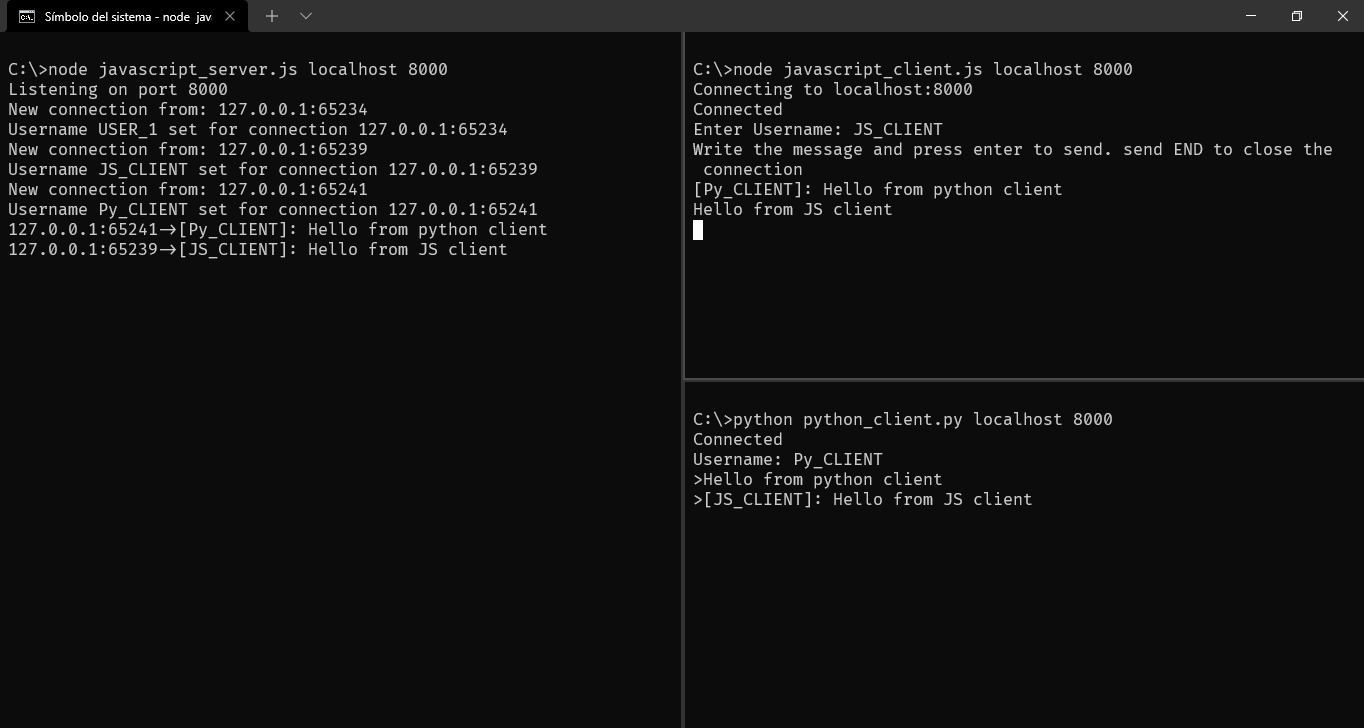 Símbolo del sistema - node jav
C:\>node javascript_server.js localhost 8000
Listening on port 8000
New connection from: 127.0.0.1:65234
Username USER_1 set for connection 127.0.0.1:65234
New connection from: 127.0.0.1:65239
Username JS_CLIENT set for connection 127.0.0.1:65239
New connection from: 127.0.0.1:65241
Username Py_CLIENT set for connection 127.0.0.1:65241
127.0.0.1:65241→[Py_CLIENT]: Hello from python client
127.0.0.1:65239→[JS_CLIENT]: Hello from JS client
C:\>node javascript_client.js localhost 8000
Connecting to localhost:8000
Connected
Enter Username: JS_CLIENT
Write the message and press enter to send. send END to close the
connection
[Py_CLIENT]: Hello from python client
Hello from JS client
C:\>python python_client.py localhost 8000
Connected
Username: Py_CLIENT
>Hello from python client
>[JS_CLIENT]: Hello from JS client